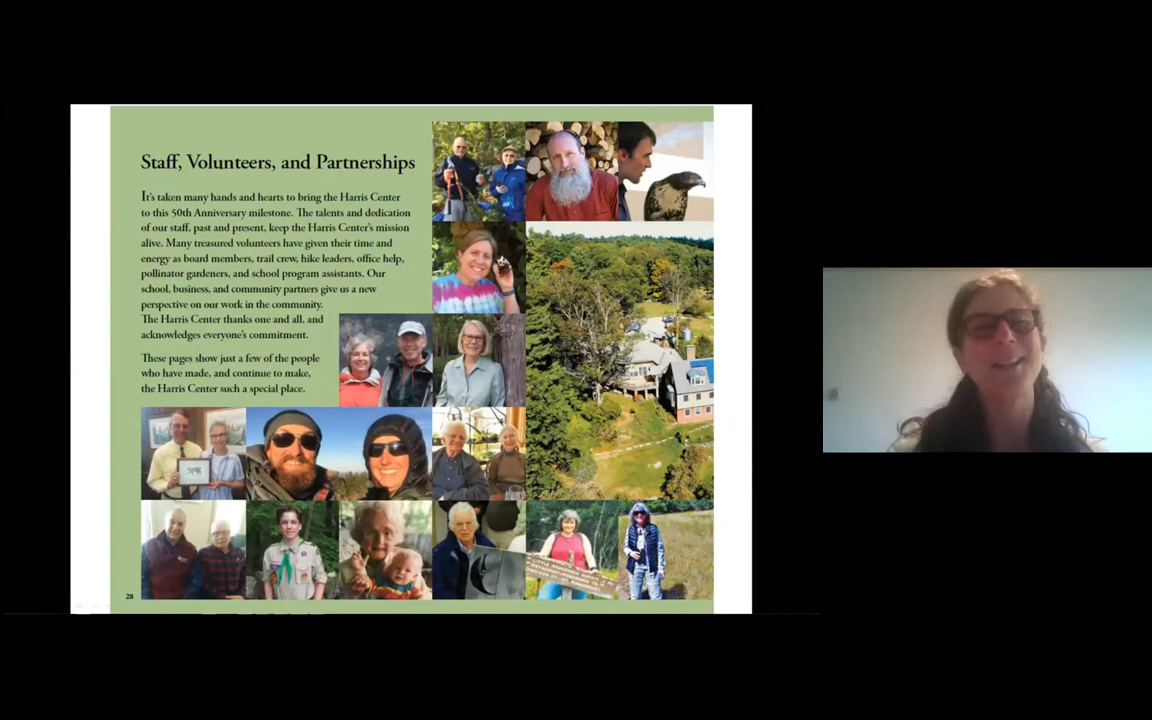 Staff, Volunteers, and Partnerships
It's taken many hands and hearts to bring the Harris Center
to this 50th Anniversary milestone. The talents and dedication
of our staff, past and present, keep the Harris Center's mission
alive. Many treasured volunteers have given their time and
energy as board members, trail crew, hike leaders, office help,
pollinator gardeners, and school program assistants. Our
school, business, and community partners give us a new
perspective on our work in the community.
The Harris Center thanks one and all, and
acknowledges everyone's commitment.
These pages show just a few of the people
who have made, and continue to make,
the Harris Center such a special place.
28